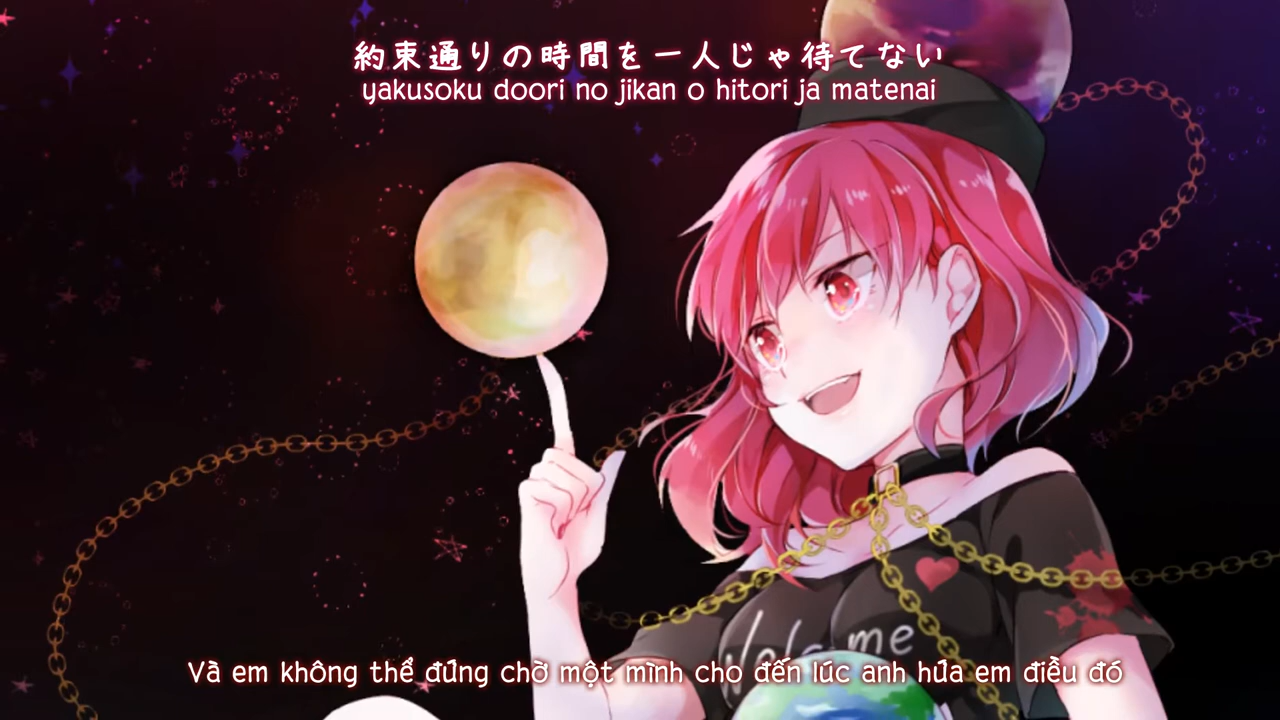 約束通りの時間を一人じゃ待てない
yakusoku doori no jikan o hitori ja matenai
Welcome
Và em không thể đứng chờ một mình cho đến lúc anh hứa em điều đó